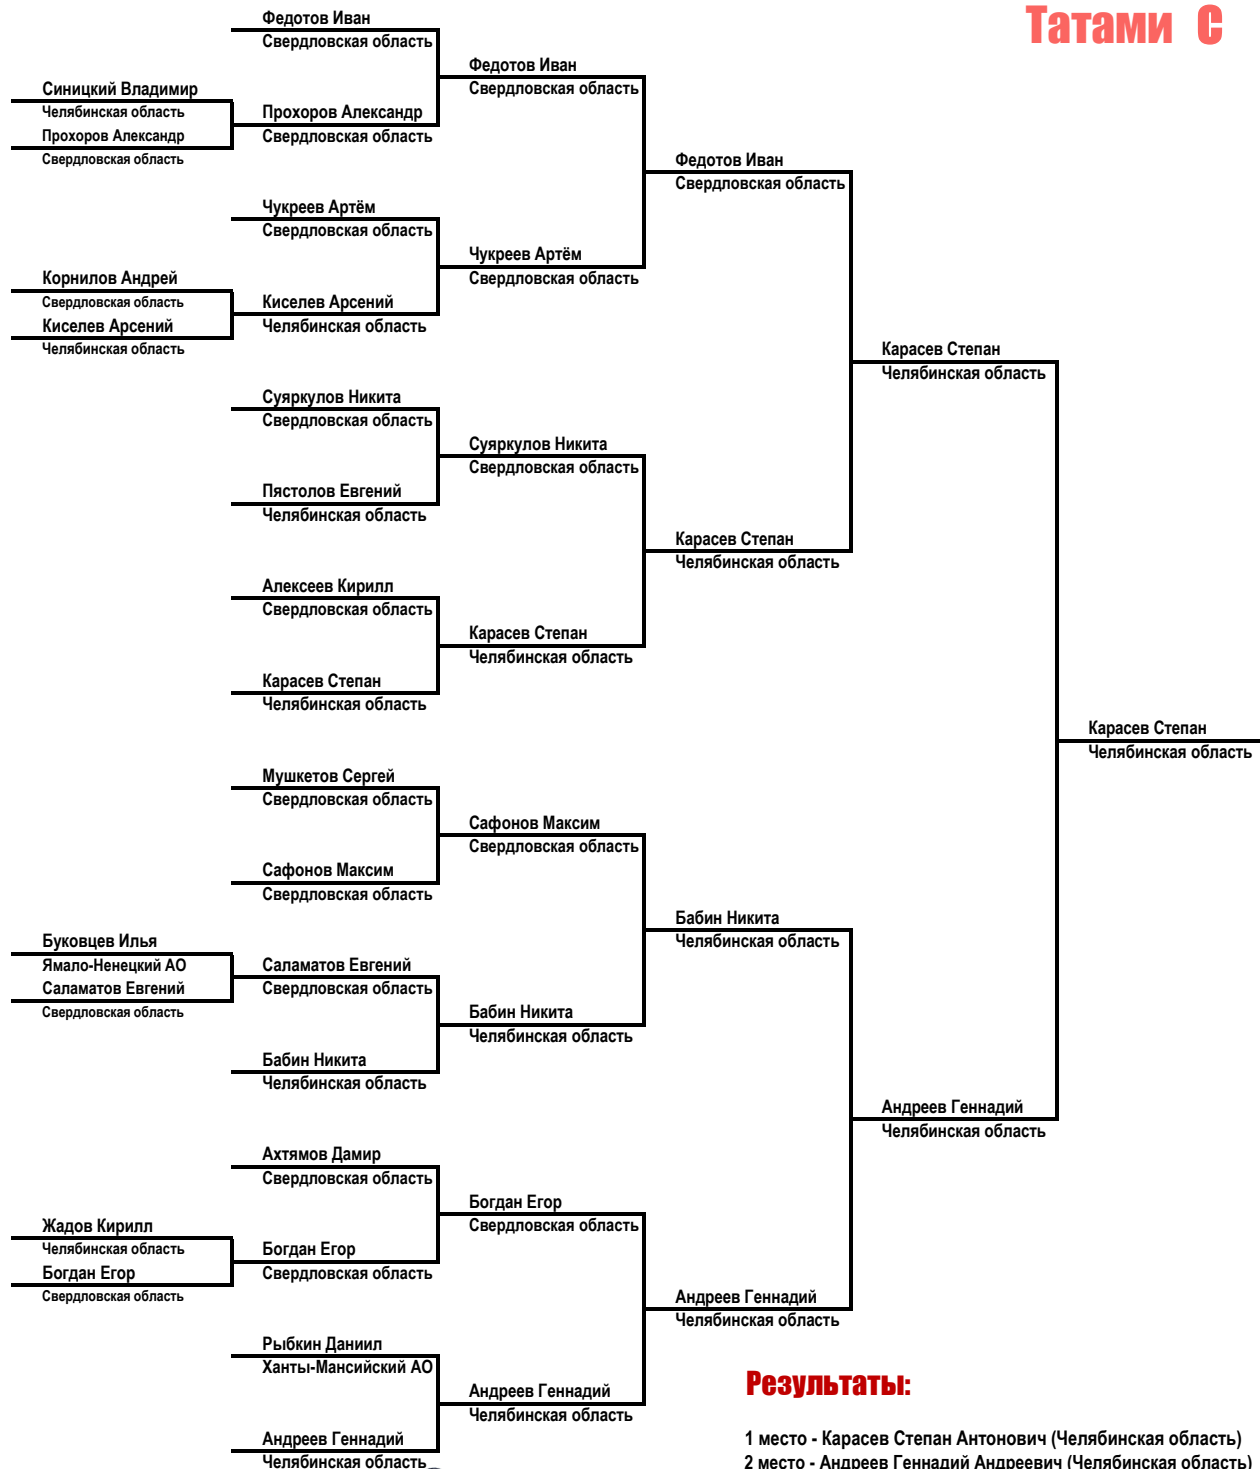 Татами С
Федотов Иван
Свердловская область
Федотов Иван
Свердловская область
Синицкий Владимир
Челябинская область
Прохоров Александр
Свердловская область
Прохоров Александр
Свердловская область
Федотов Иван
Свердловская область
Чукреев Артём
Свердловская область
Чукреев Артём
Свердловская область
Корнилов Андрей
Свердловская область
Киселев Арсений
Челябинская область
Киселев Арсений
Челябинская область
Карасев Степан
Челябинская область
Суяркулов Никита
Свердловская область
Суяркулов Никита
Свердловская область
Пястолов Евгений
Челябинская область
Карасев Степан
Челябинская область
Алексеев Кирилл
Свердловская область
Карасев Степан
Челябинская область
Карасев Степан
Челябинская область
Карасев Степан
Челябинская область
Мушкетов Сергей
Свердловская область
Сафонов Максим
Свердловская область
Сафонов Максим
Свердловская область
Бабин Никита
Челябинская область
Буковцев Илья
Ямало-Ненецкий АО
Саламатов Евгений
Свердловская область
Саламатов Евгений
Свердловская область
Бабин Никита
Челябинская область
Бабин Никита
Челябинская область
Андреев Геннадий
Челябинская область
Ахтямов Дамир
Свердловская область
Богдан Егор
Свердловская область
Жадов Кирилл
Челябинская область
Богдан Егор
Свердловская область
Богдан Егор
Свердловская область
Андреев Геннадий
Челябинская область
Рыбкин Даниил
Ханты-Мансийский АО
Андреев Геннадий
Челябинская область
Андреев Геннадий
Челябинская область
Результаты:
1 место - Карасев Степан Антонович (Челябинская область)
2 место - Андреев Геннадий Андреевич (Челябинская область)